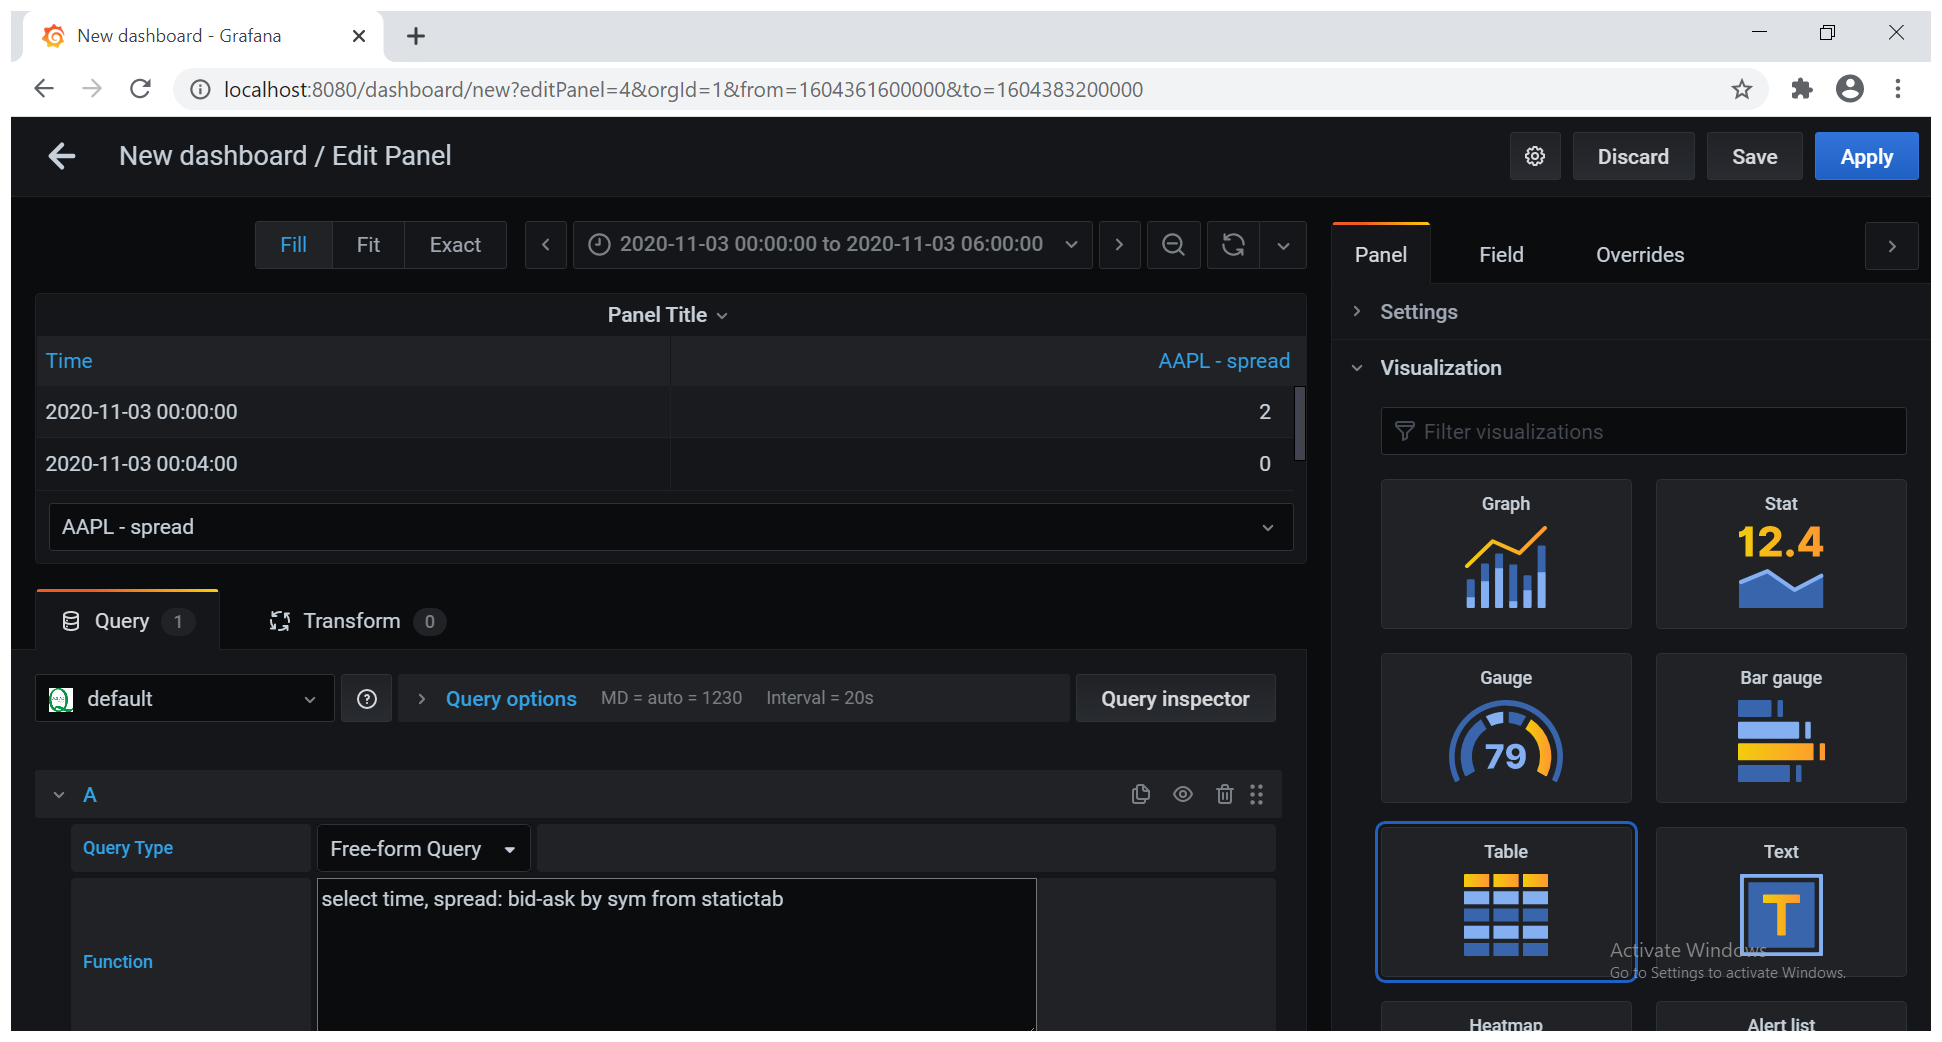 New dashboard - Grafana
localhost:8080/dashboard/new?editPanel=4&orgId=1&from=1604361600000&to=1604383200000
New dashboard / Edit Panel
Discard
Save
Apply
Fill
Fit
Exact
2020-11-03 00:00:00 to 2020-11-03 06:00:00
Panel
Field
Overrides
Panel Title
Time
AAPL - spread
2020-11-03 00:00:00
2
2020-11-03 00:04:00
0
AAPL - spread
Query 1
Transform 0
default
Query options
MD = auto = 1230
Interval = 20s
Query inspector
A
Query Type
Free-form Query
Function
select time, spread: bid-ask by sym from statictab
Settings
Visualization
Filter visualizations
Graph
Stat
12.4
Gauge
79
Bar gauge
Table
Text
T
Activate Windows
Go to Settings to activate Windows.
Heatmap
Alert list